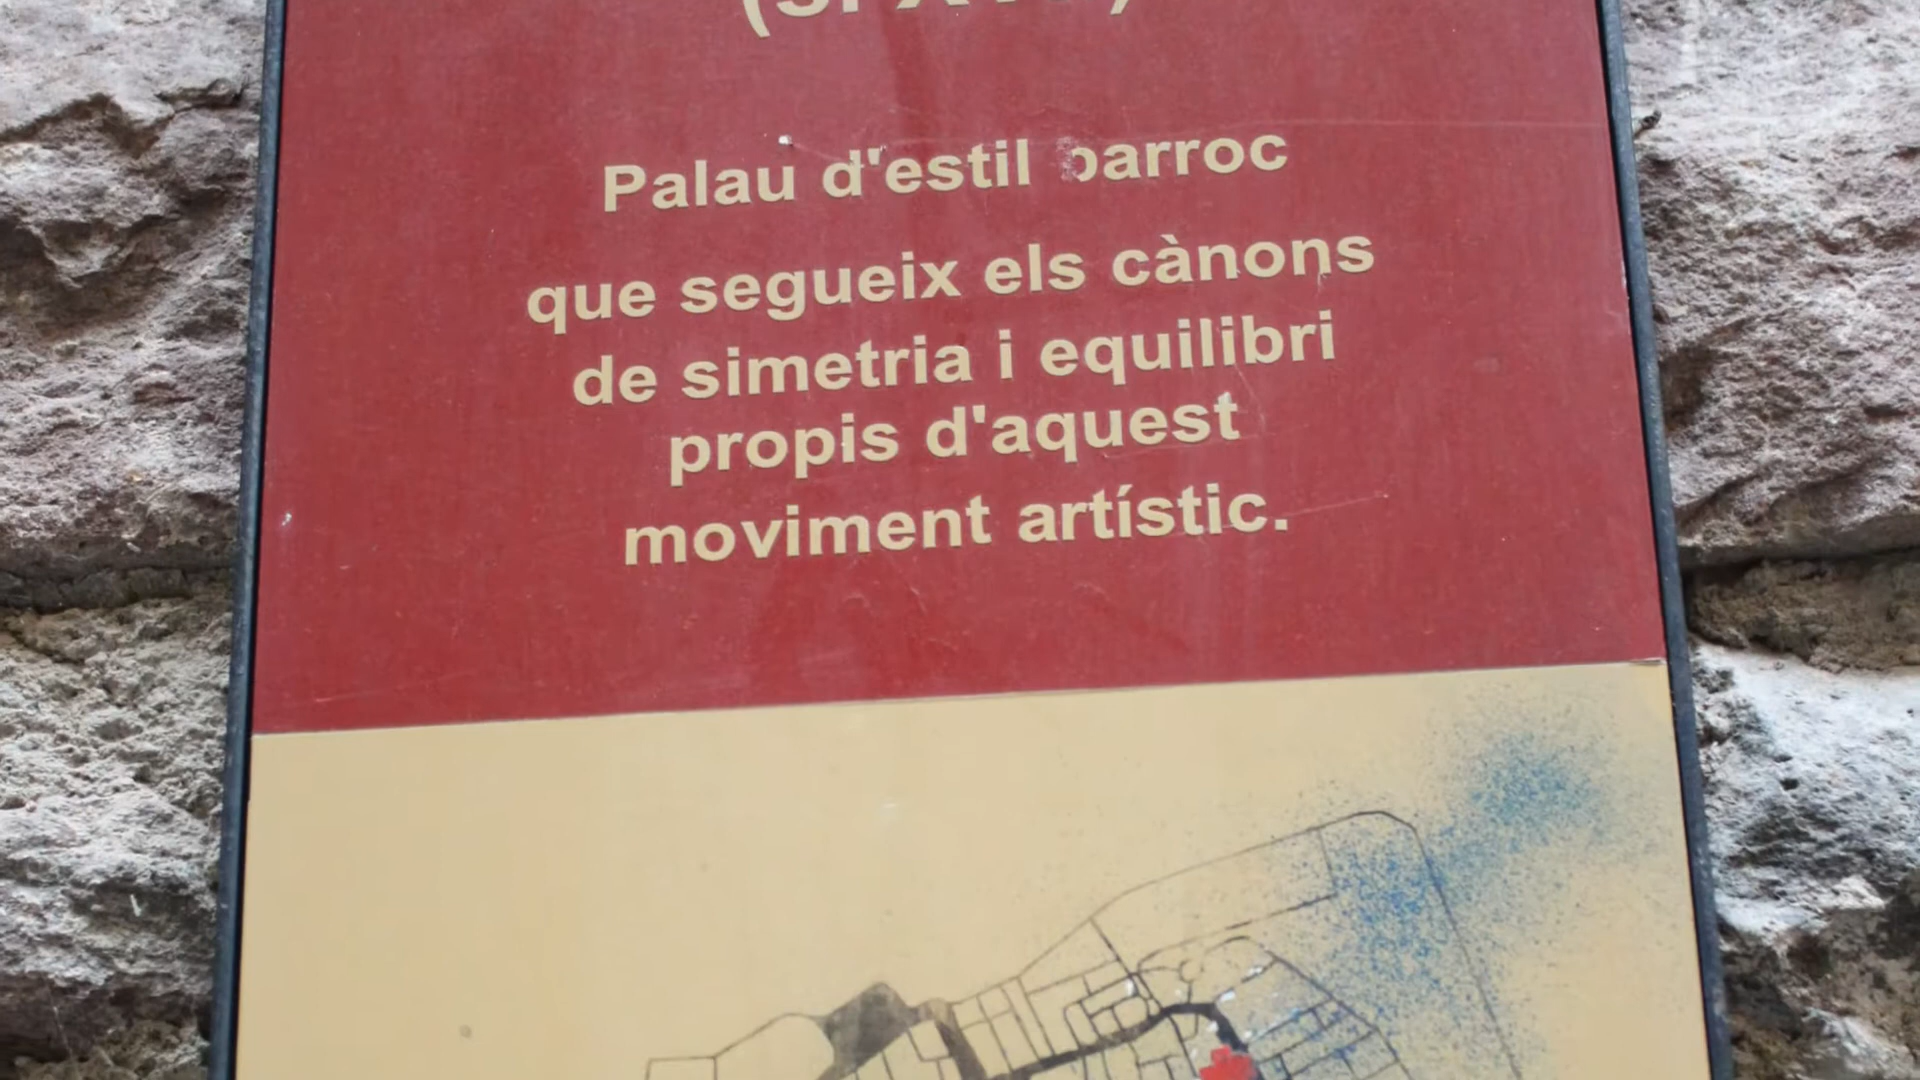 Palau d'estil barroc
que segueix els cànons
de simetria i equilibri
propis d'aquest
moviment artístic.